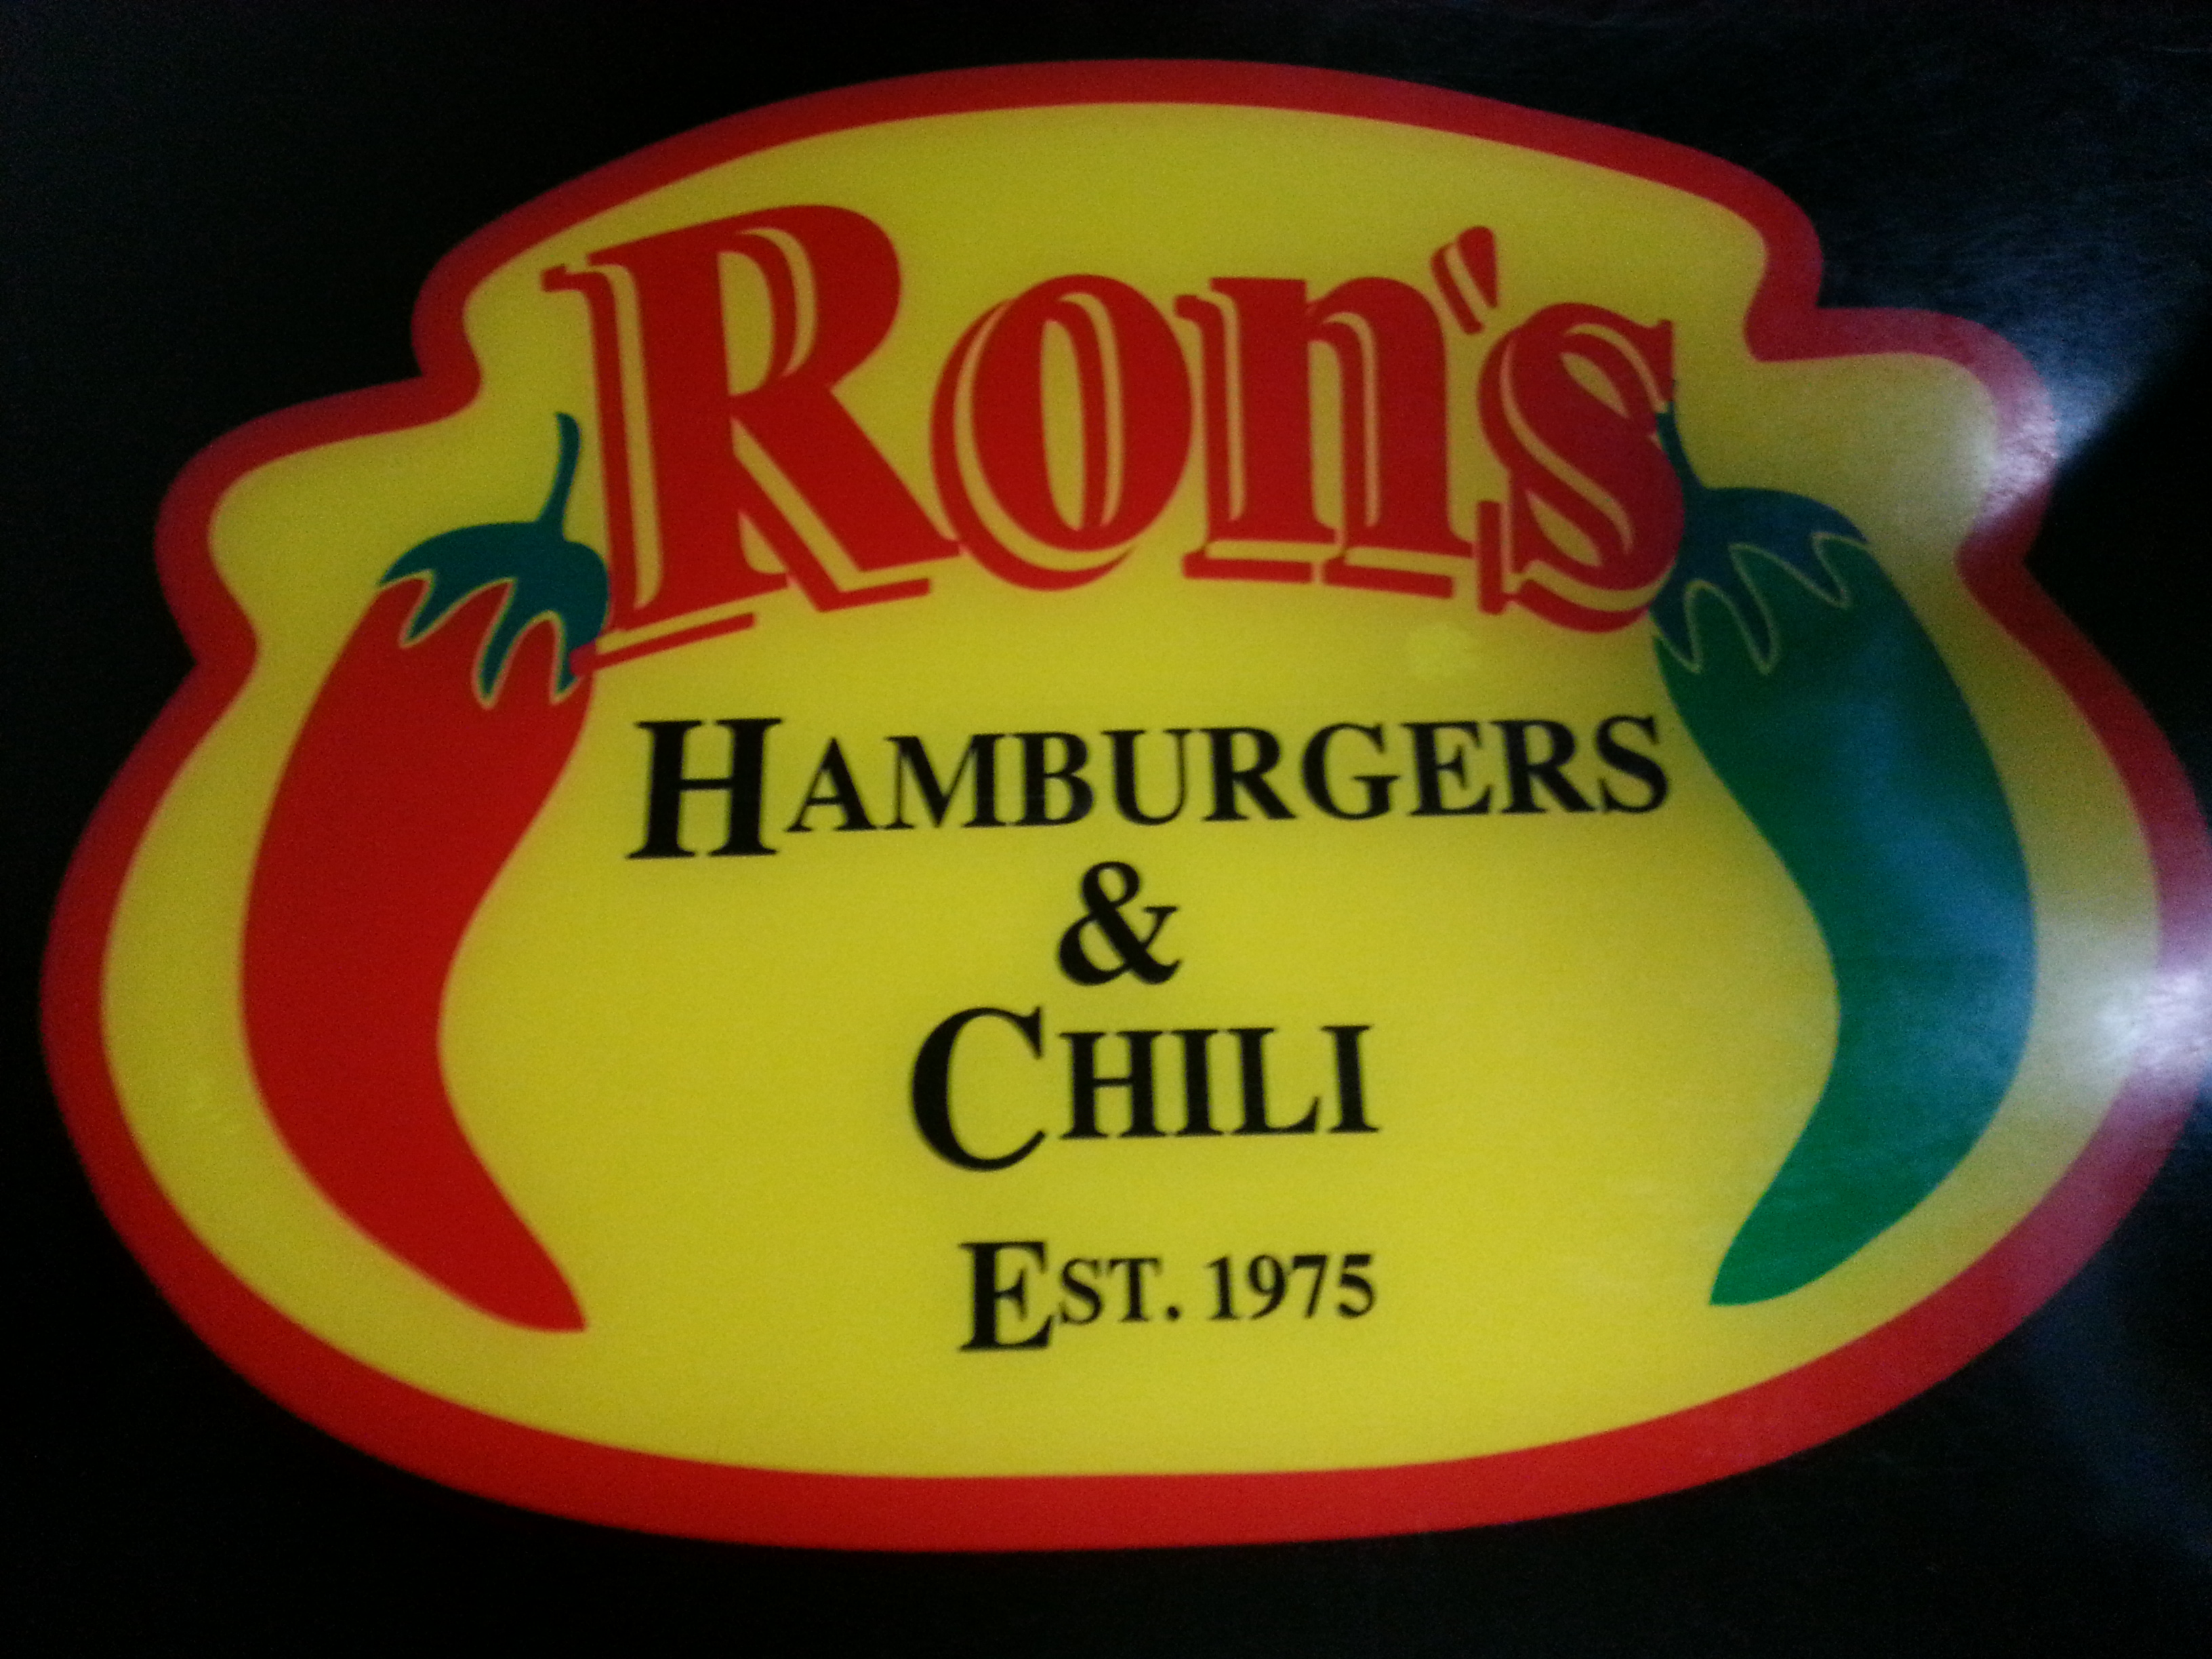 Ron's
HAMBURGERS
&
CHILI
EST. 1975